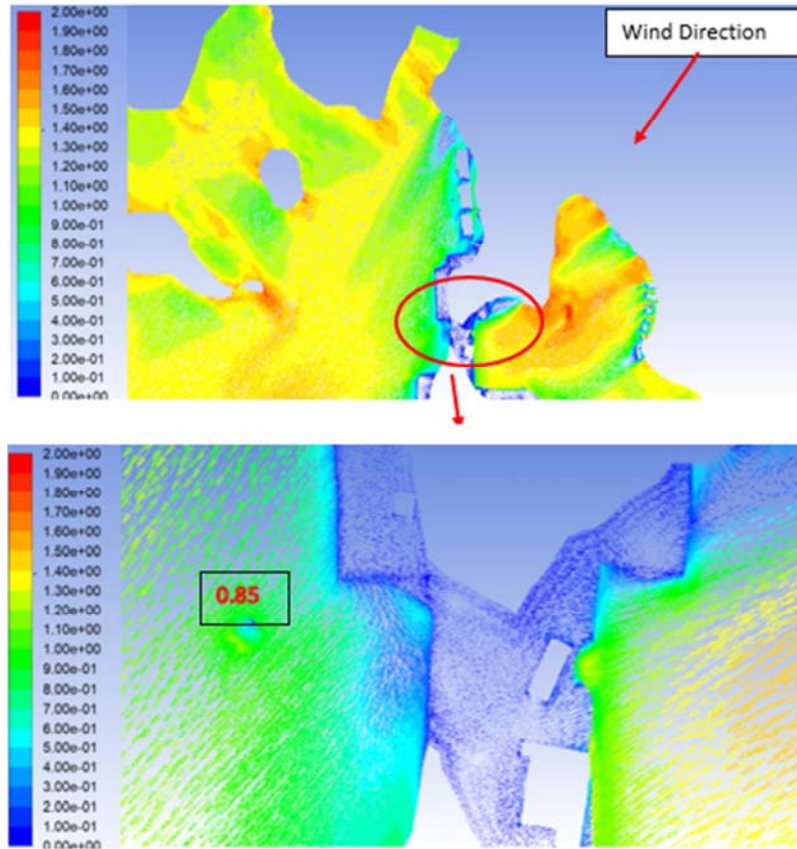 2.00e+00
1.90e+00
1.80e+00
1.70e+00
1.60e+00
1.50e+00
1.40e+00
1.30e+00
1.20e+00
1.10e+00
1.00e+00
9.00e-01
8.00e-01
7.00e-01
6.00e-01
5.00e-01
4.00e-01
3.00e-01
2.00e-01
1.00e-01
0.00e+00
Wind Direction
2.00e+00
1.90e+00
1.80e+00
1.70e+00
1.60e+00
1.50e+00
1.40e+00
1.30e+00
1.20e+00
1.10e+00
1.00e+00
9.00e-01
8.00e-01
7.00e-01
6.00e-01
5.00e-01
4.00e-01
3.00e-01
2.00e-01
1.00e-01
0.00e+00
0.85